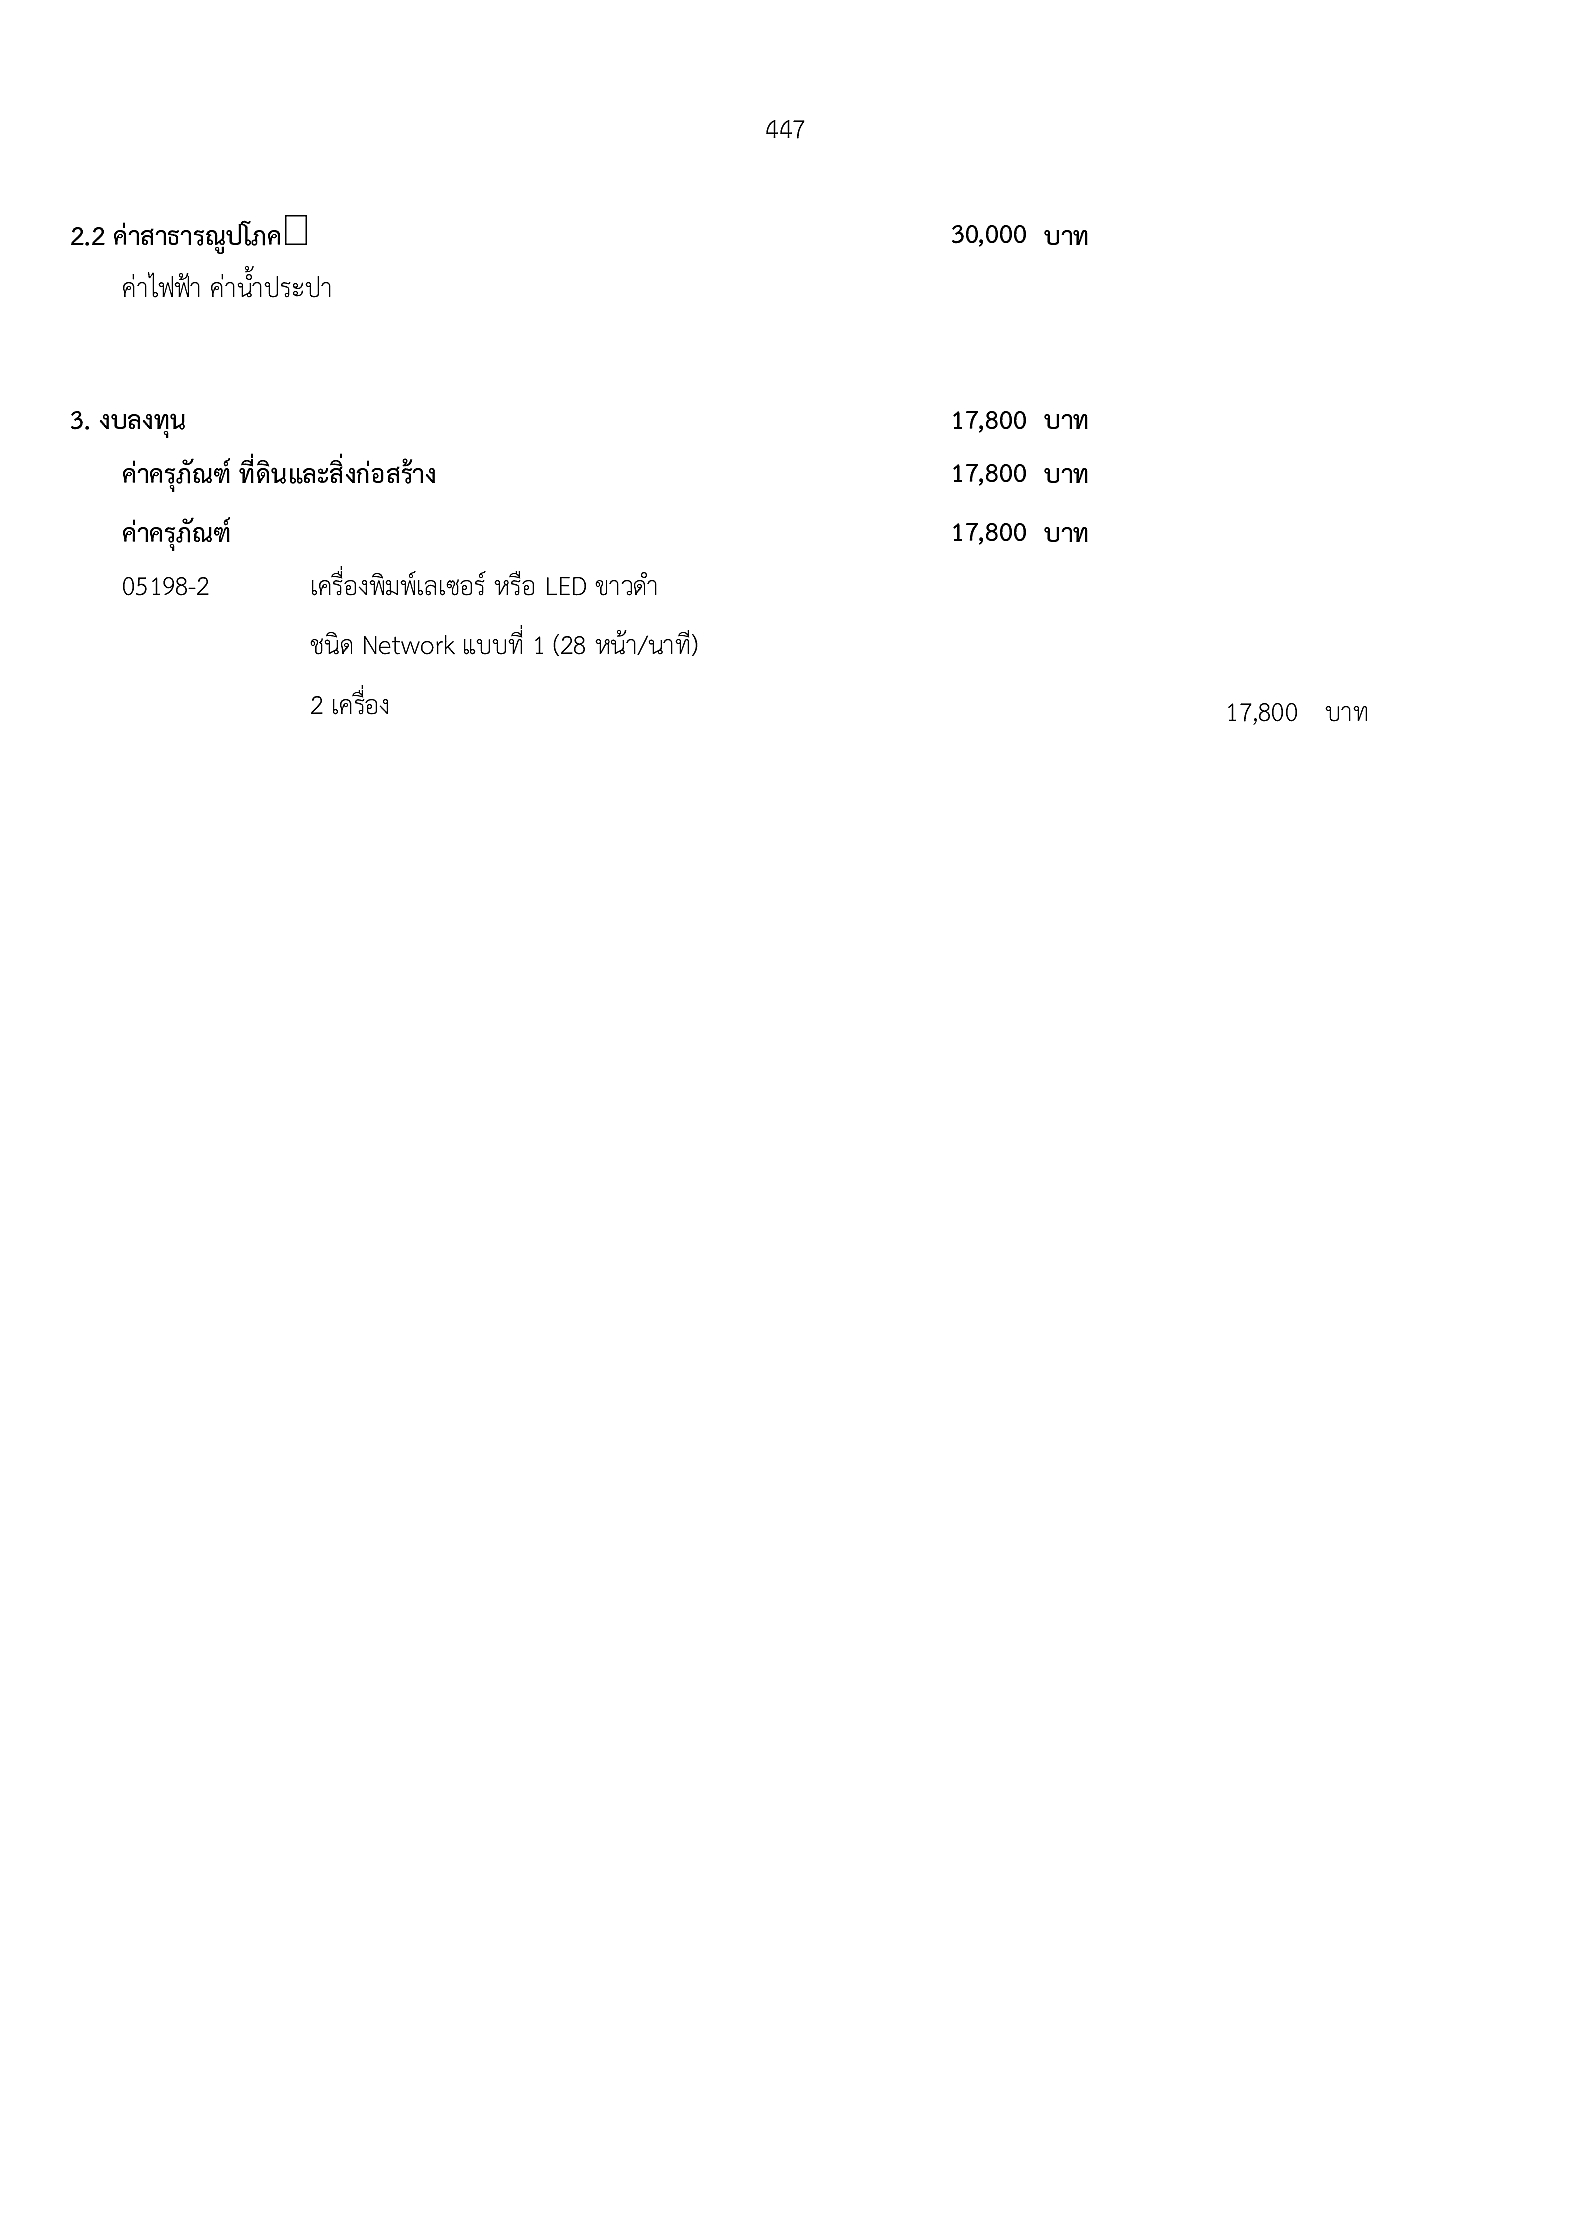 447
2.2 ค่าสาธารณูปโภค 30,000 บาท
ค่าไฟฟ้า ค่าน้ำประปา
3. งบลงทุน 17,800 บาท
ค่าครุภัณฑ์ ที่ดินและสิ่งก่อสร้าง 17,800 บาท
ค่าครุภัณฑ์ 17,800 บาท
05198-2 เครื่องพิมพ์เลเซอร์ หรือ LED ขาวดำ
ชนิด Network แบบที่ 1 (28 หน้า/นาที)
2 เครื่อง 17,800 บาท